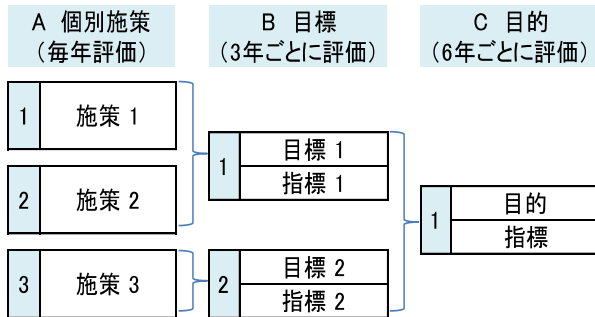 A 個別施策
(毎年評価)
B 目標
(3年ごとに評価)
C 目的
(6年ごとに評価)
1 施策 1
2 施策 2
3 施策 3
1 目標 1
指標 1
2 目標 2
指標 2
1 目的
指標